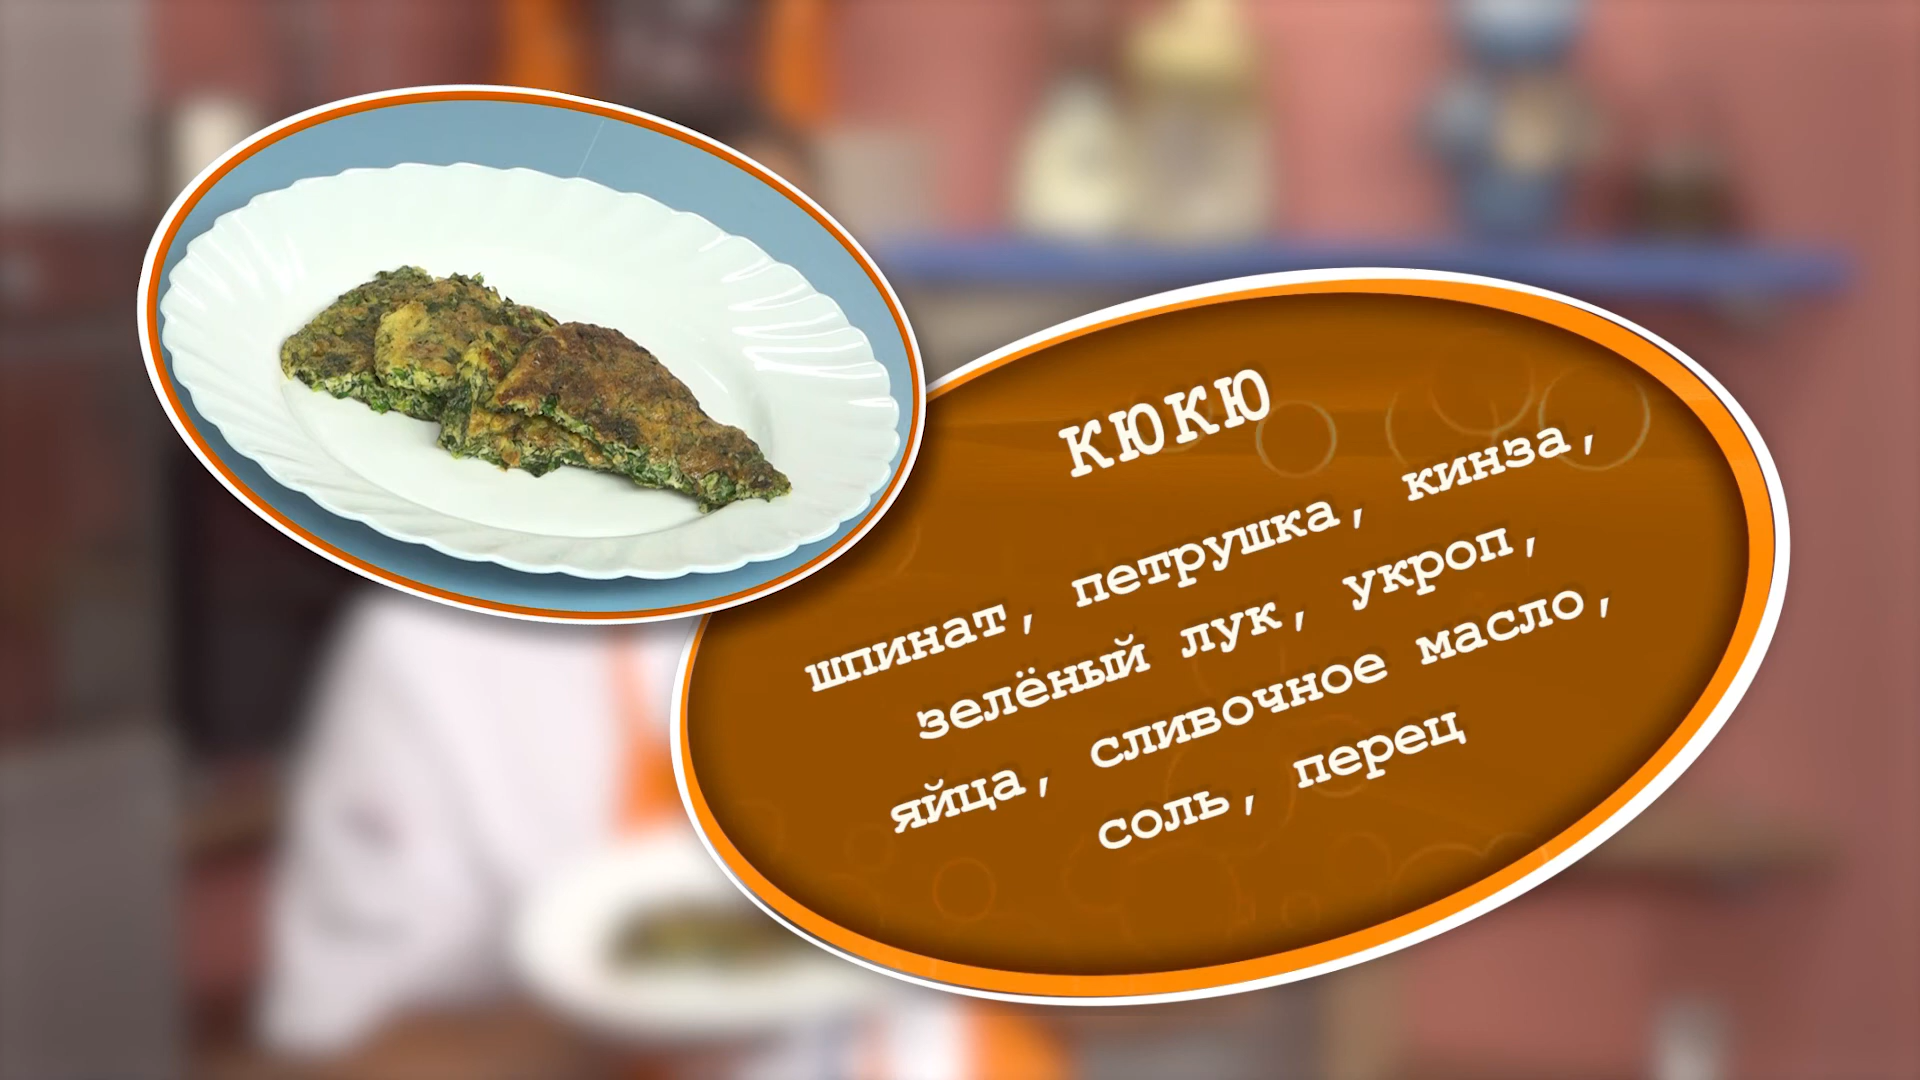 КЮКЮ
шпинат, петрушка, кинза,
зелёный лук, укроп,
яйца, сливочное масло,
соль, перец